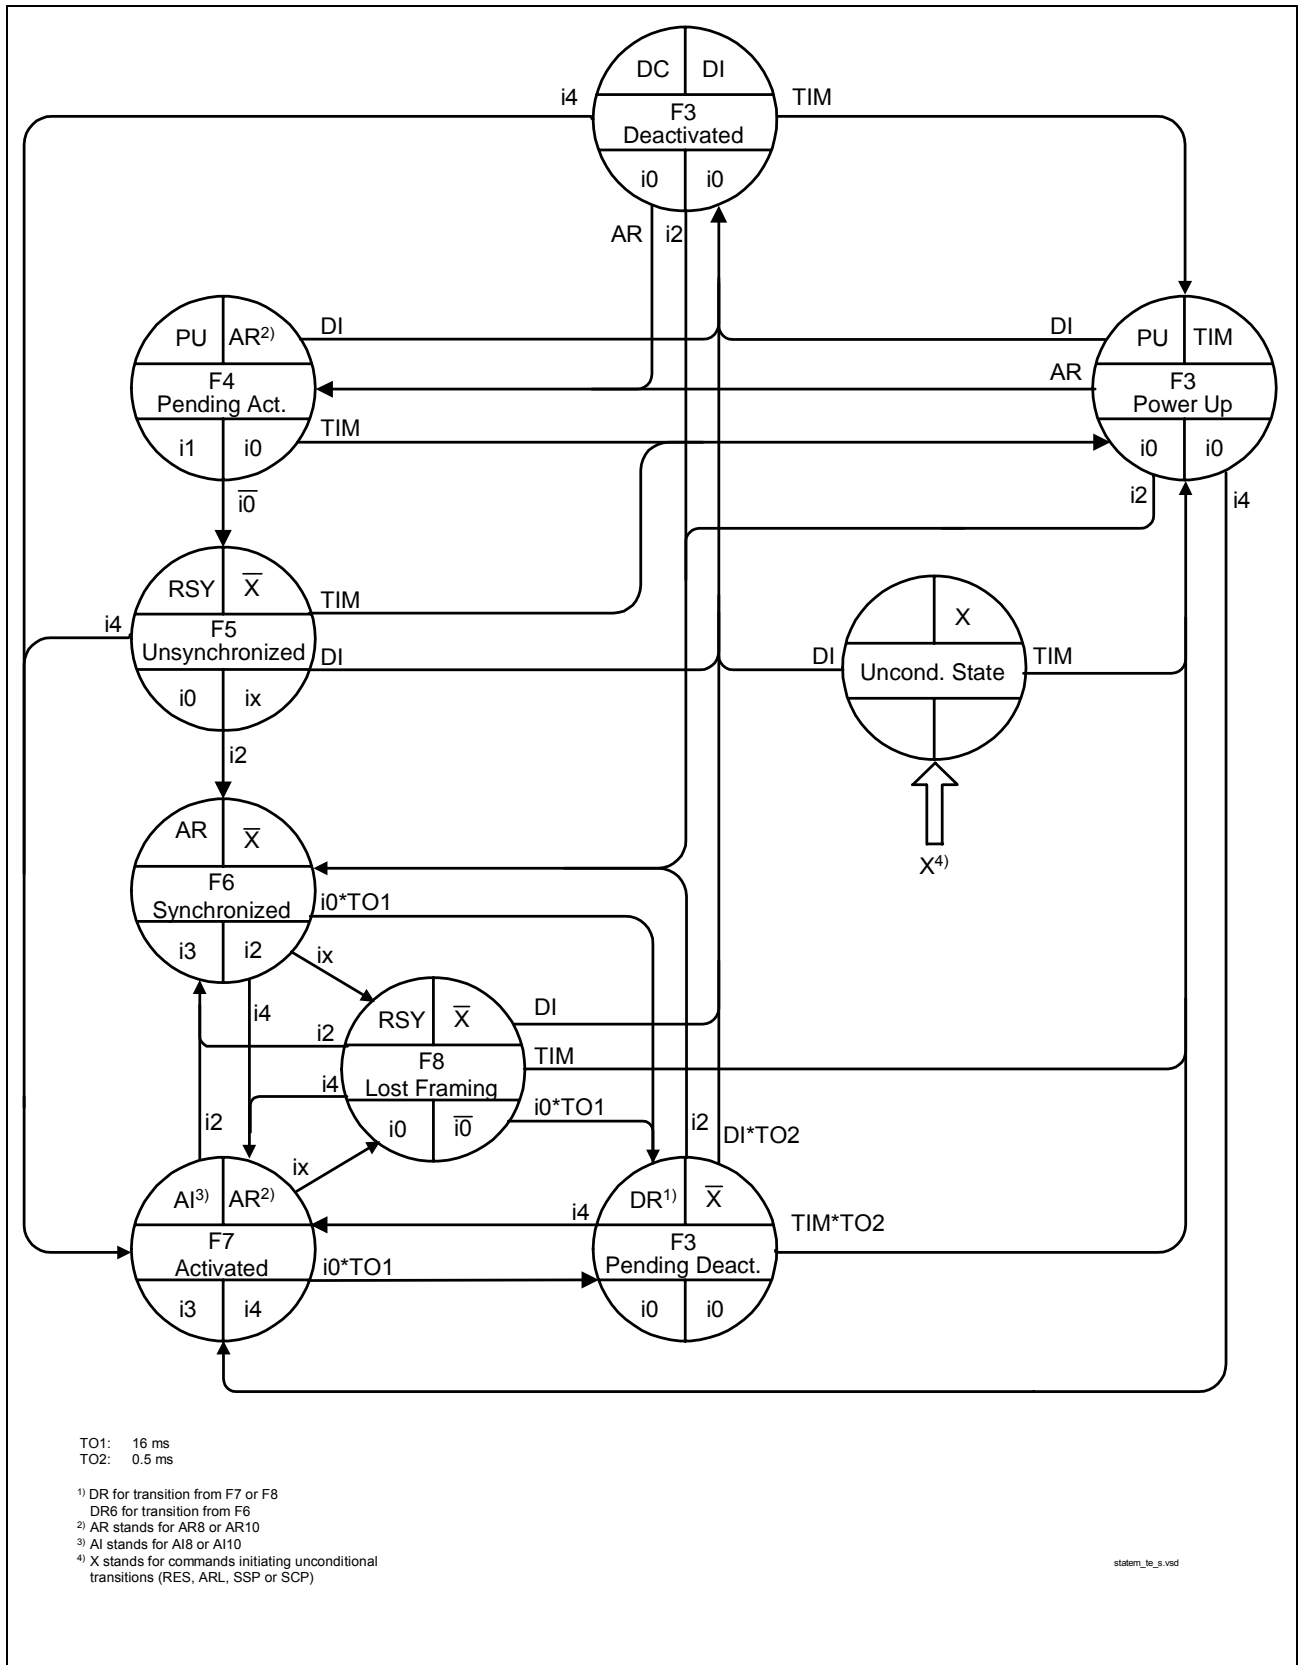 DC DI
i4 TIM
F3
Deactivated
i0 i0
AR i2
PU AR²⁾ DI
F4
Pending Act.
TIM
i1 i0
i̅0̅
DI PU TIM
AR F3
Power Up
i0 i0
i2 i4
RSY X̅
TIM
i4 F5
Unsynchronized
DI
i0 ix
i2
X
DI Uncond. State TIM
X⁴⁾
AR X̅
F6
Synchronized
i0*TO1
i3 i2
ix
i4
RSY X̅ DI
i2
F8 TIM
Lost Framing
i4
i0 i̅0̅ i0*TO1
i2
ix
i2 DI*TO2
AI³⁾ AR²⁾
F7
Activated
i0*TO1
i3 i4
DR¹⁾ X̅
i4 TIM*TO2
F3
Pending Deact.
i0 i0
TO1: 16 ms
TO2: 0.5 ms
¹⁾ DR for transition from F7 or F8
DR6 for transition from F6
²⁾ AR stands for AR8 or AR10
³⁾ AI stands for AI8 or AI10
⁴⁾ X stands for commands initiating unconditional
transitions (RES, ARL, SSP or SCP)
statem_te_s.vsd